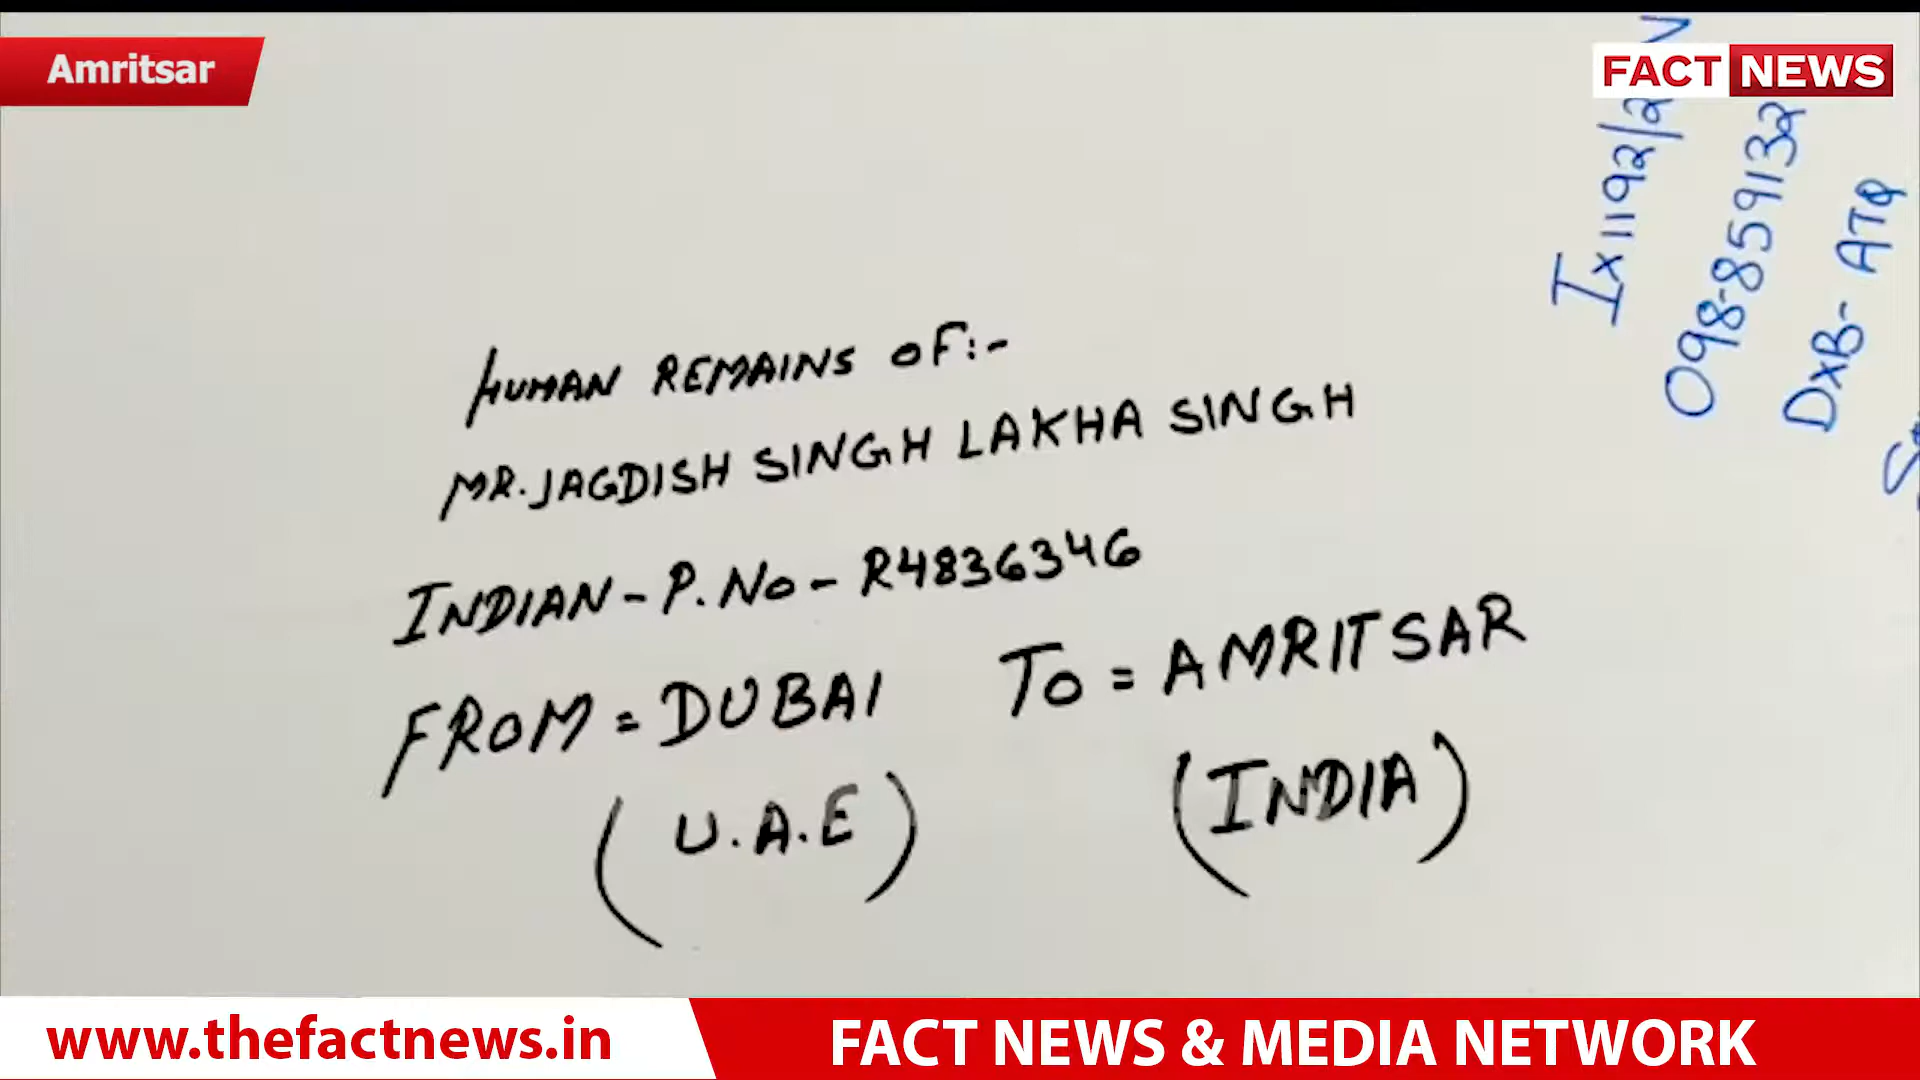 Amritsar
FACT NEWS
IX1192/2
098-859132
DXB- ATQ
HUMAN REMAINS OF:-
MR. JAGDISH SINGH LAKHA SINGH
INDIAN - P. No - R4836346
FROM = DUBAI TO = AMRITSAR
(U.A.E) (INDIA)
www.thefactnews.in
FACT NEWS & MEDIA NETWORK